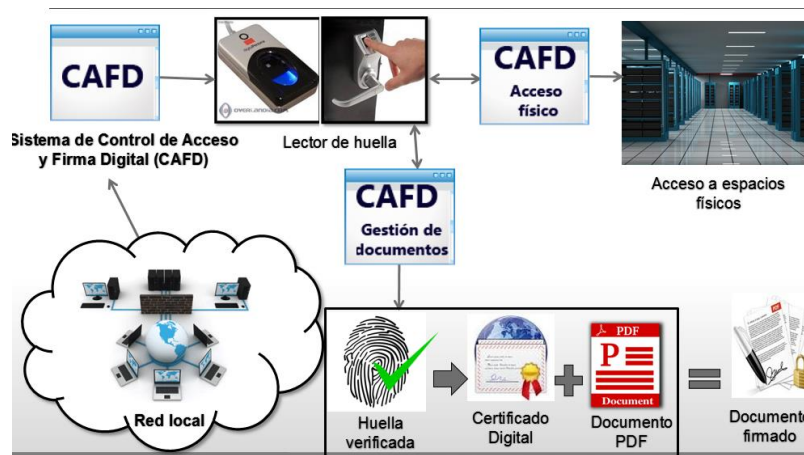 CAFD
Sistema de Control de Acceso
y Firma Digital (CAFD)
Lector de huella
CAFD
Acceso
físico
Acceso a espacios
físicos
CAFD
Gestión de
documentos
Red local
Huella
verificada
Certificado
Digital
PDF
P
Document
Documento
PDF
Documento
firmado